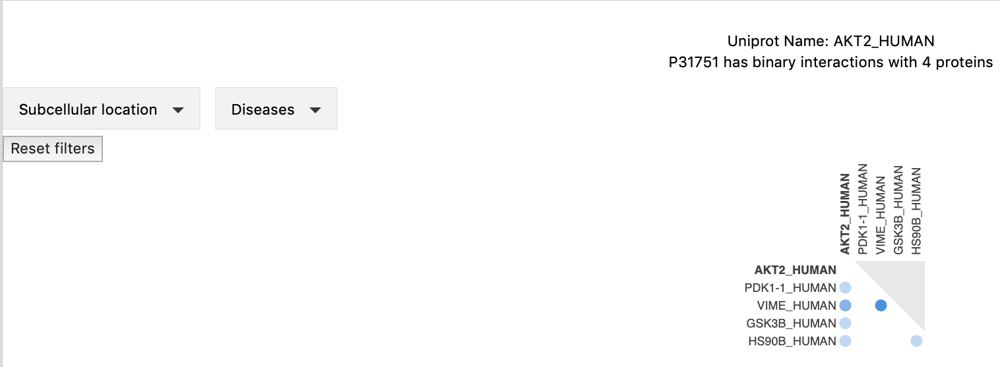 Uniprot Name: AKT2_HUMAN
P31751 has binary interactions with 4 proteins
Subcellular location
Diseases
Reset filters
AKT2_HUMAN
PDK1-1_HUMAN
VIME_HUMAN
GSK3B_HUMAN
HS90B_HUMAN
AKT2_HUMAN
PDK1-1_HUMAN
VIME_HUMAN
GSK3B_HUMAN
HS90B_HUMAN